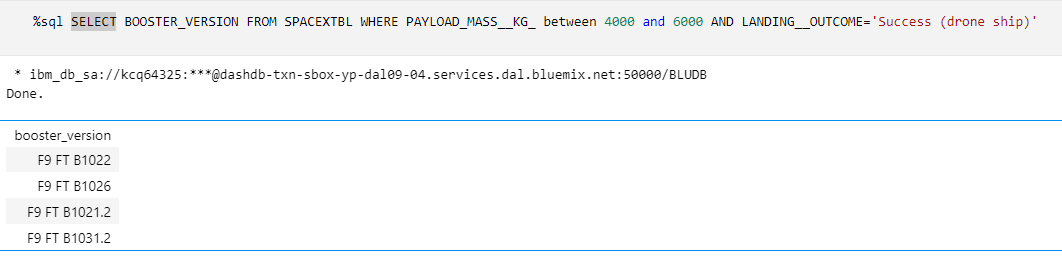 %sql SELECT BOOSTER_VERSION FROM SPACEXTBL WHERE PAYLOAD_MASS__KG_ between 4000 and 6000 AND LANDING__OUTCOME='Success (drone ship)'
* ibm_db_sa://kcq64325:***@dashdb-txn-sbox-yp-dal09-04.services.dal.bluemix.net:50000/BLUDB
Done.
booster_version
F9 FT B1022
F9 FT B1026
F9 FT B1021.2
F9 FT B1031.2